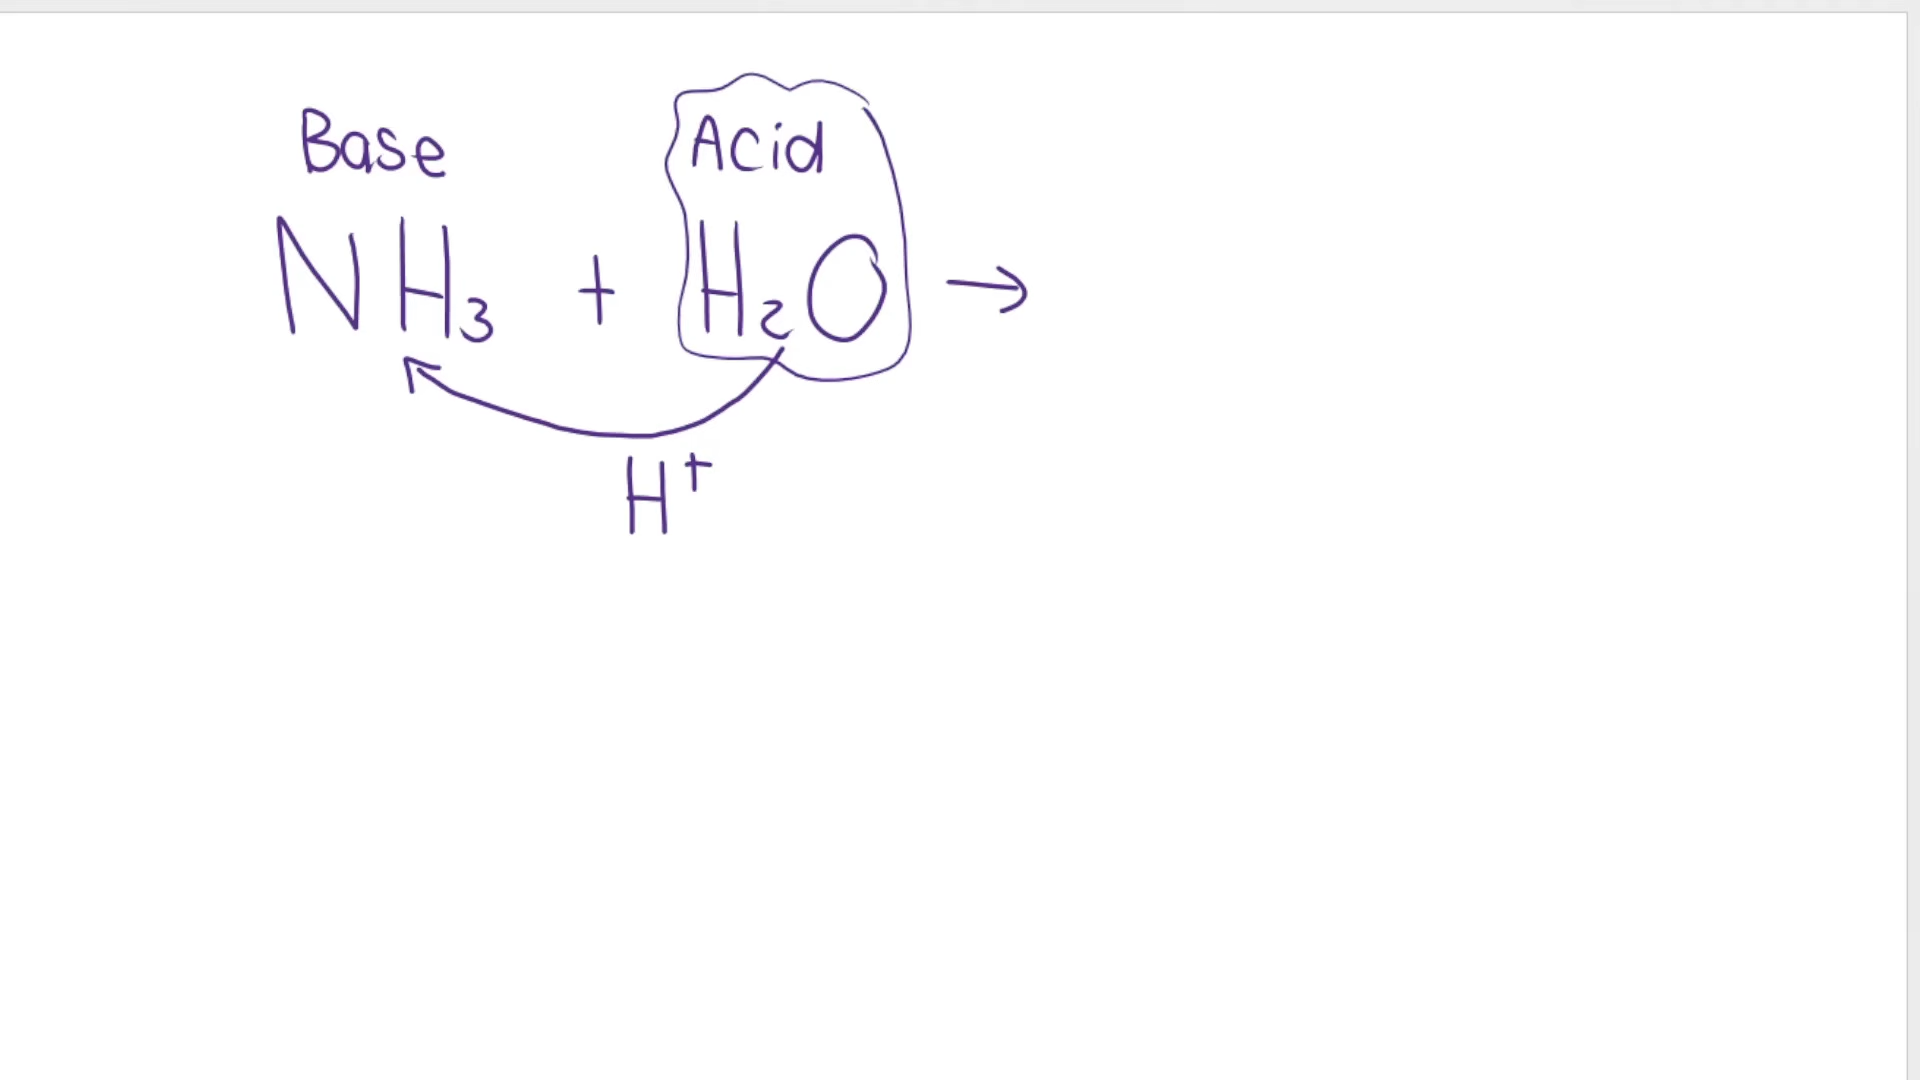 Base Acid
NH₃ + H₂O →
H⁺